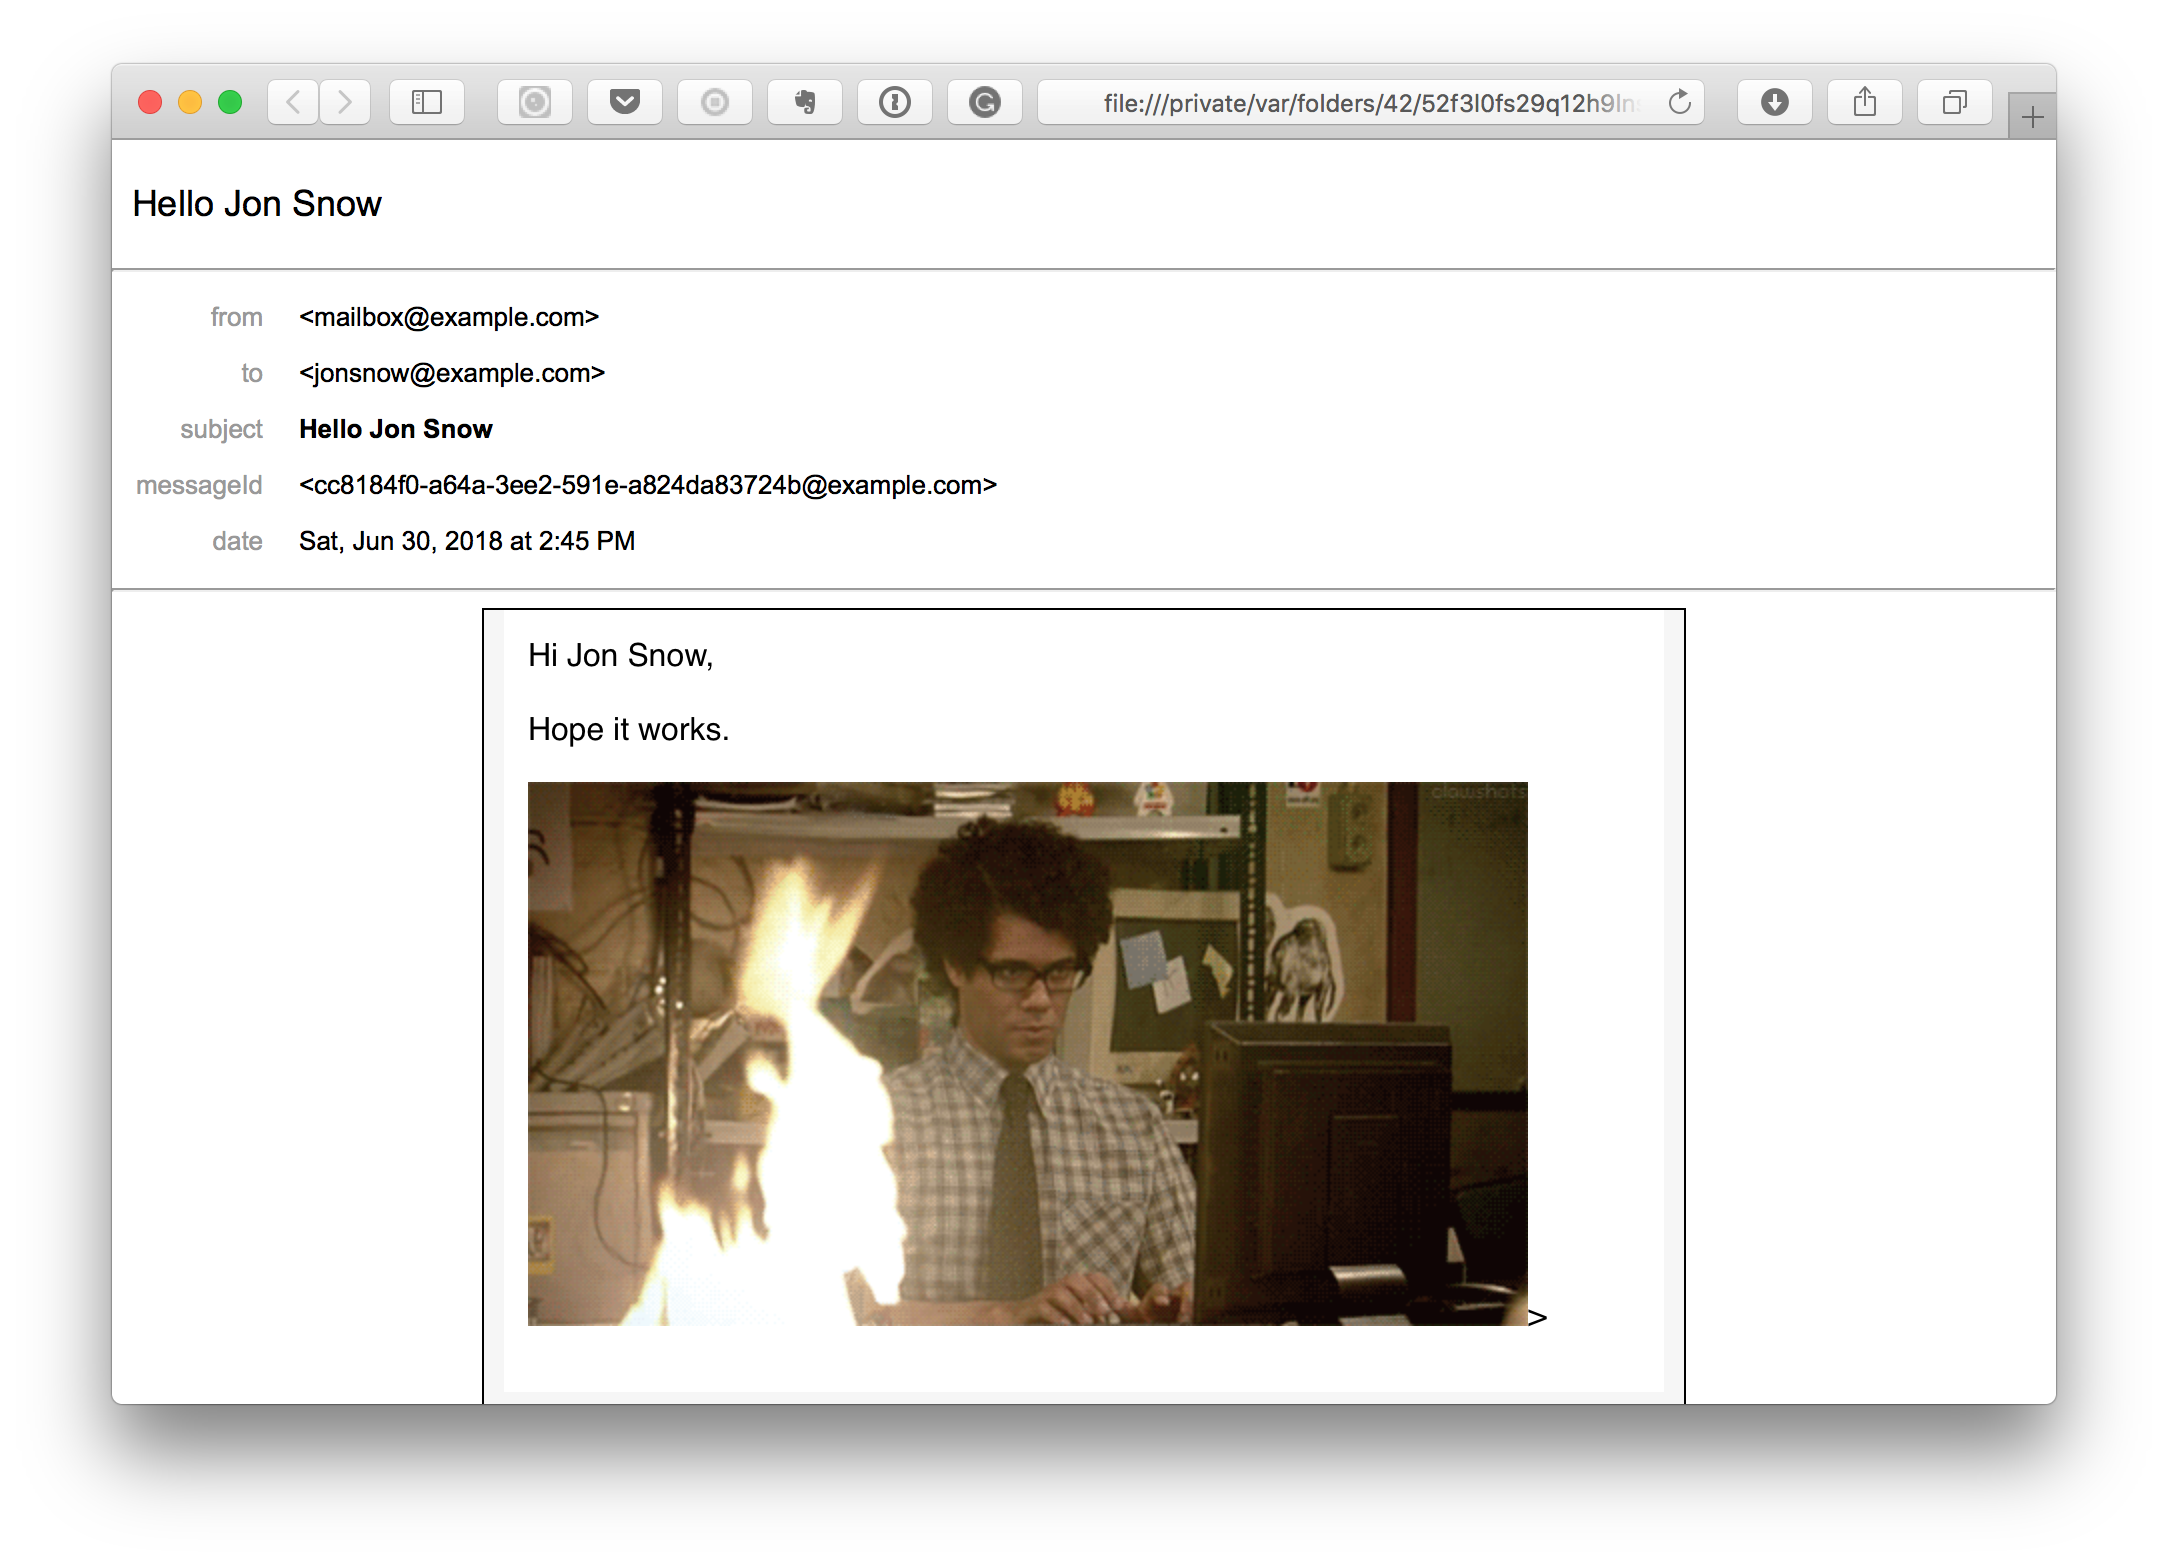 file:///private/var/folders/42/52f3l0fs29q12h9ln
Hello Jon Snow
from <mailbox@example.com>
to <jonsnow@example.com>
subject Hello Jon Snow
messageId <cc8184f0-a64a-3ee2-591e-a824da83724b@example.com>
date Sat, Jun 30, 2018 at 2:45 PM
Hi Jon Snow,
Hope it works.
>